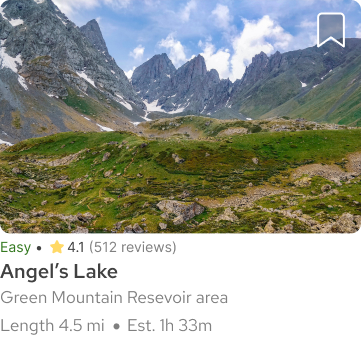 Easy • 4.1 (512 reviews)
Angel's Lake
Green Mountain Resevoir area
Length 4.5 mi • Est. 1h 33m